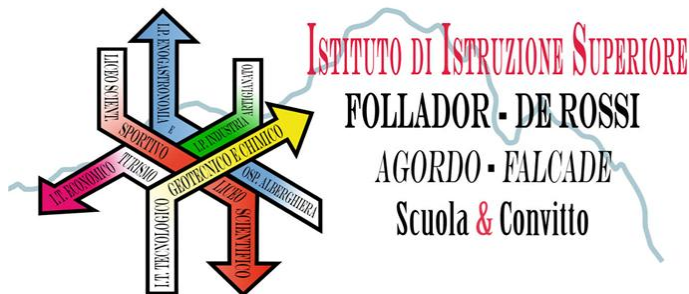 LICEO SCIENT.
SPORTIVO
LICEO
SCIENTIFICO
I.P. ENOGASTRONOMIA
E
OSP. ALBERGHIERA
ARTIGIANATO
I.P. INDUSTRIA
TURISMO
I.T. ECONOMICO
I.T. TECNOLOGICO
GEOTECNICO E CHIMICO
ISTITUTO DI ISTRUZIONE SUPERIORE
FOLLADOR - DE ROSSI
AGORDO - FALCADE
Scuola & Convitto